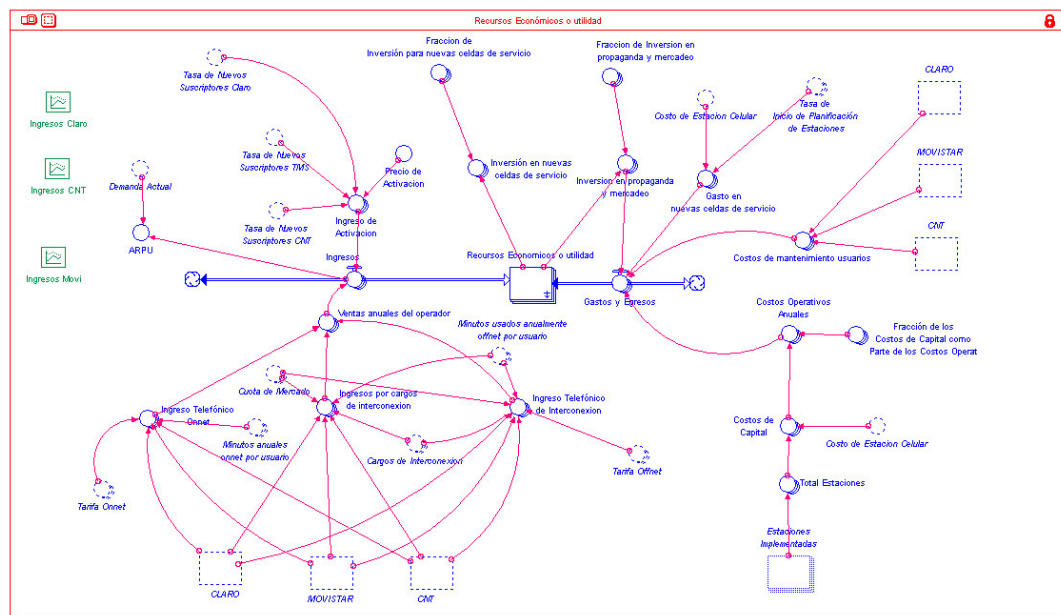 Recursos Económicos o utilidad
Fraccion de
Inversión para nuevas celdas de servicio
Fraccion de Inversion en
propaganda y mercadeo
CLARO
Tasa de Nuevos
Suscriptores Claro
Costo de Estacion Celular
Tasa de
Inicio de Planificación
de Estaciones
Ingresos Claro
Tasa de Nuevos
Suscriptores TIMS
Precio de
Activacion
Inversión en nuevas
celdas de servicio
Inversion en propaganda
y mercadeo
Gasto en
nuevas celdas de servicio
MOVISTAR
Ingresos CNT
Demanda Actual
Tasa de Nuevos
Suscriptores CNT
Ingreso de
Activacion
CNT
ARPU
Ingresos
Recursos Economicos o utilidad
Costos de mantenimiento usuarios
Ingresos Movi
Gastos y Egresos
Costos Operativos
Anuales
Ventas anuales del operador
Minutos usados anualmente
offnet por usuario
Fracción de los
Costos de Capital como
Parte de los Costos Operat
Cuota de Mercado
Ingresos por cargos
de interconexion
Ingreso Telefónico
Onnet
Ingreso Telefónico
de Interconexion
Costos de
Capital
Minutos anuales
onnet por usuario
Cargos de Interconexion
Tarifa Offnet
Costo de Estacion Celular
Tarifa Onnet
Total Estaciones
Estaciones
Implementadas
CLARO
MOVISTAR
CNT